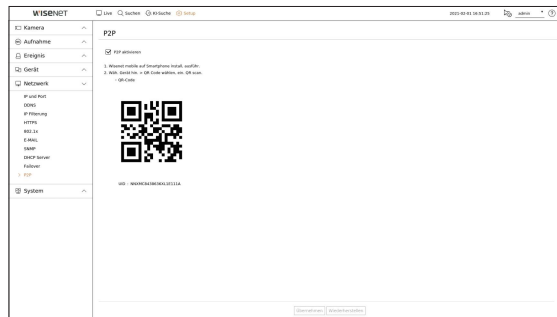 WISENET
Live Suchen KI-Suche Setup
2021-02-01 16:51:25 admin
Kamera
Aufnahme
Ereignis
Gerät
Netzwerk
IP und Port
DDNS
IP Filterung
HTTPS
802.1x
E-MAIL
SNMP
DHCP Server
Failover
P2P
System
P2P
P2P aktivieren
1. Wisenet mobile auf Smartphone install. ausführ.
2. Wäh. Gerät hin. > QR Code wählen, ein. QR scan.
- QR-Code
Übernehmen